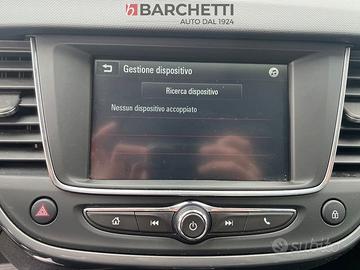 BARCHETTI
AUTO DAL 1924
Gestione dispositivo
Ricerca dispositivo
Nessun dispositivo accoppiato
subito